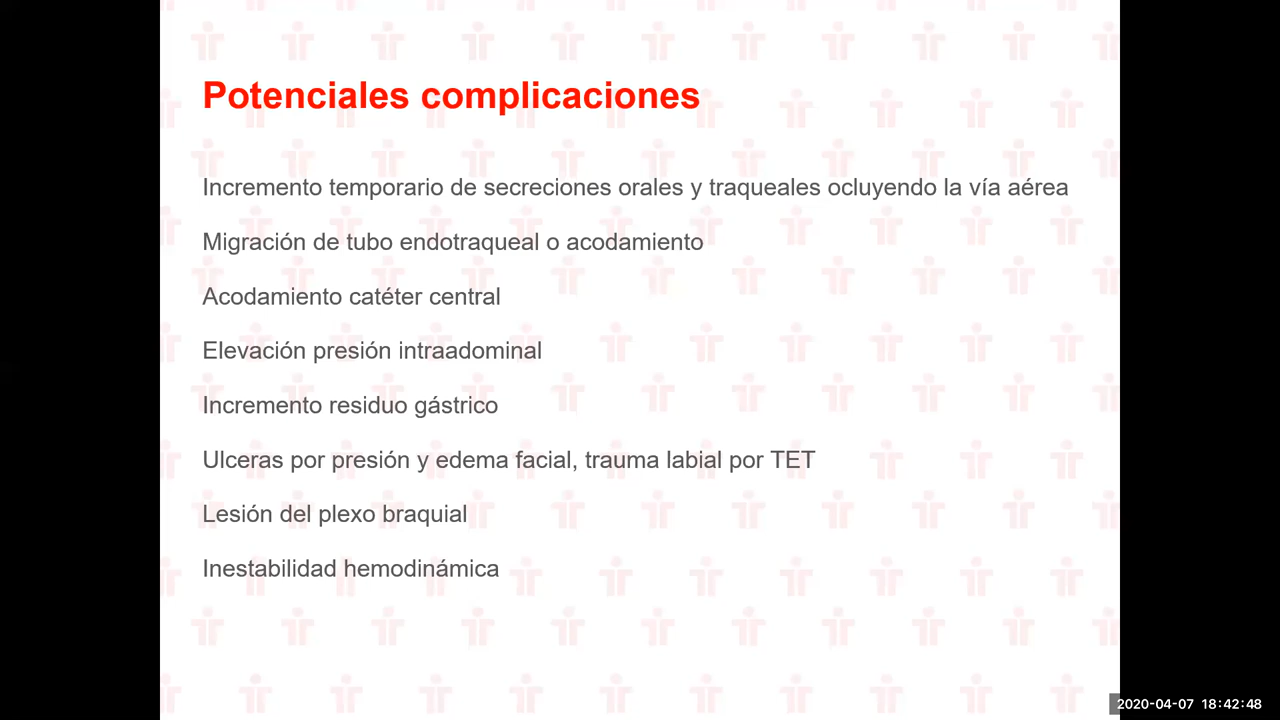 Potenciales complicaciones
Incremento temporario de secreciones orales y traqueales ocluyendo la vía aérea
Migración de tubo endotraqueal o acodamiento
Acodamiento catéter central
Elevación presión intraadominal
Incremento residuo gástrico
Ulceras por presión y edema facial, trauma labial por TET
Lesión del plexo braquial
Inestabilidad hemodinámica
2020-04-07 18:42:48